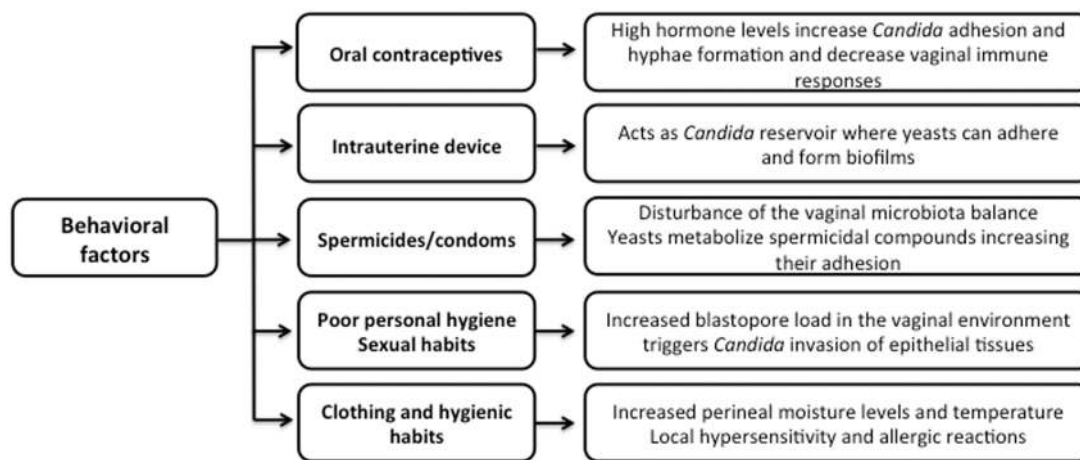 Behavioral
factors
Oral contraceptives
High hormone levels increase Candida adhesion and
hyphae formation and decrease vaginal immune
responses
Intrauterine device
Acts as Candida reservoir where yeasts can adhere
and form biofilms
Spermicides/condoms
Disturbance of the vaginal microbiota balance
Yeasts metabolize spermicidal compounds increasing
their adhesion
Poor personal hygiene
Sexual habits
Increased blastopore load in the vaginal environment
triggers Candida invasion of epithelial tissues
Clothing and hygienic
habits
Increased perineal moisture levels and temperature
Local hypersensitivity and allergic reactions